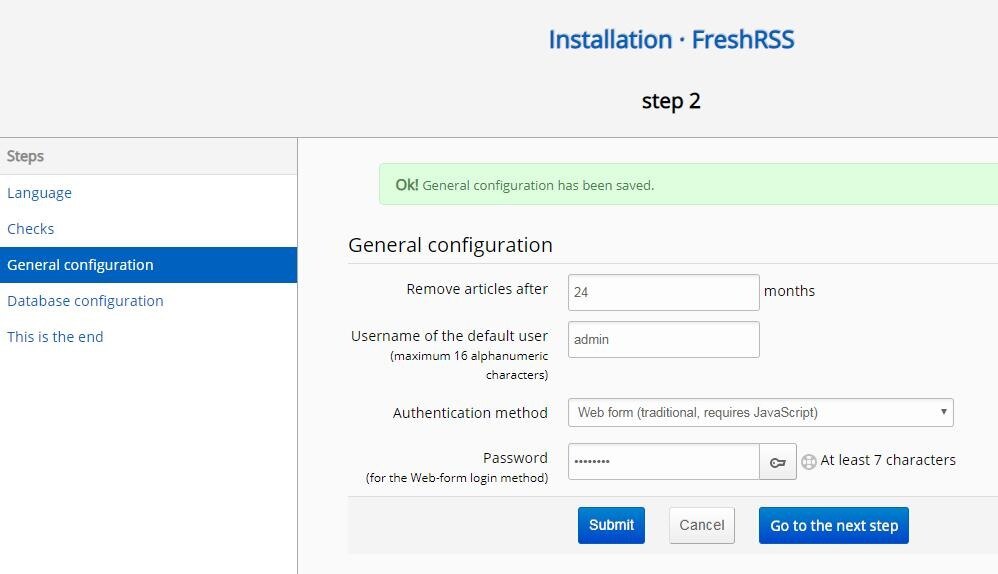 Installation · FreshRSS
step 2
Steps
Language
Checks
General configuration
Database configuration
This is the end
Ok! General configuration has been saved.
General configuration
Remove articles after 24 months
Username of the default user admin
(maximum 16 alphanumeric
characters)
Authentication method Web form (traditional, requires JavaScript)
Password •••••••• At least 7 characters
(for the Web-form login method)
Submit Cancel Go to the next step